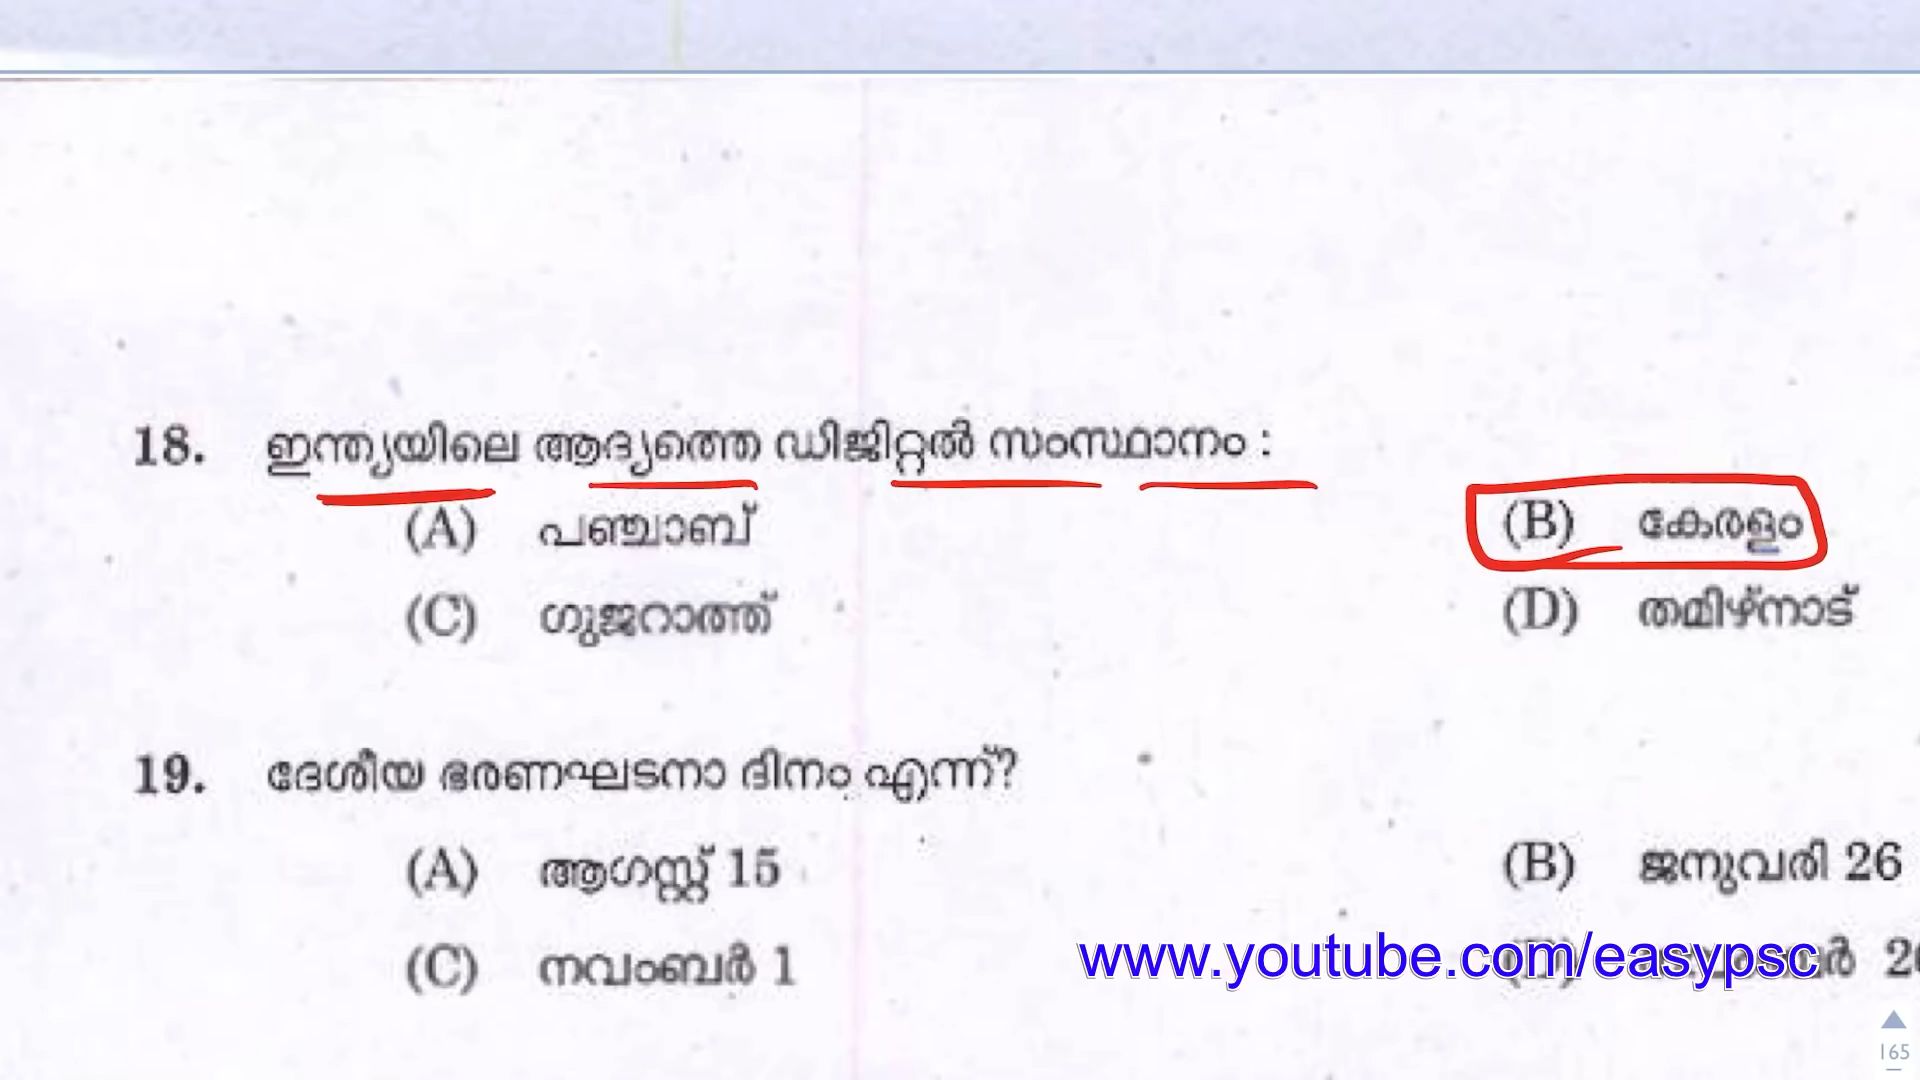 18. ഇന്ത്യയിലെ ആദ്യത്തെ ഡിജിറ്റൽ സംസ്ഥാനം :
(A) പഞ്ചാബ് (B) കേരളം
(C) ഗുജറാത്ത് (D) തമിഴ്നാട്
19. ദേശീയ ഭരണഘടനാ ദിനം എന്ന്?
(A) ആഗസ്റ്റ് 15 (B) ജനുവരി 26
(C) നവംബർ 1
www.youtube.com/easypsc
165